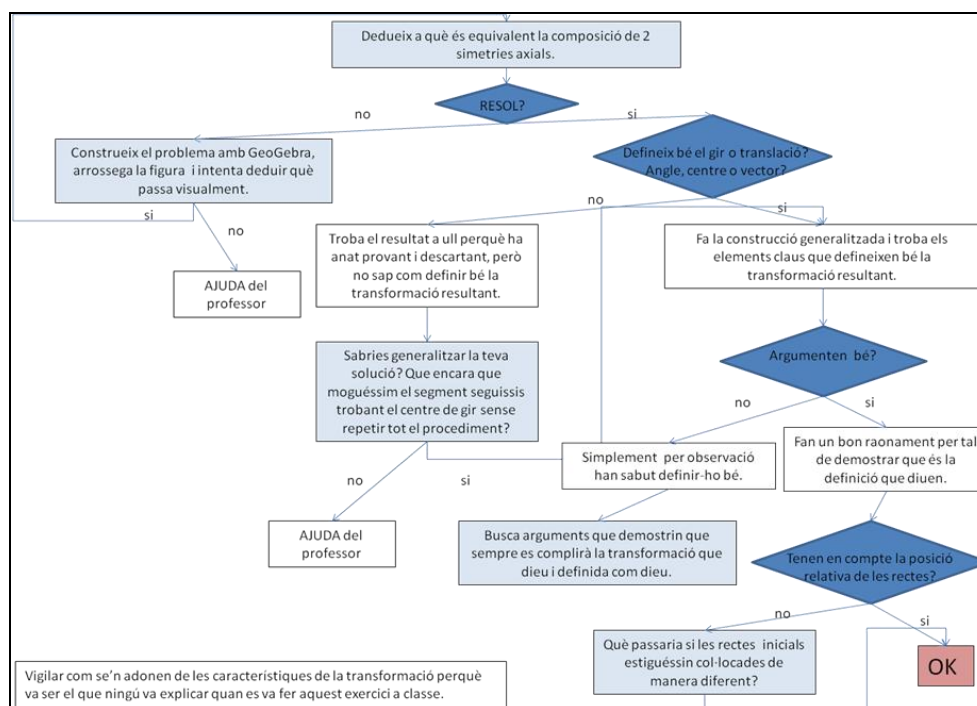 Dedueix a què és equivalent la composició de 2
simetries axials.
RESOL?
no
si
Construeix el problema amb GeoGebra,
arrossega la figura i intenta deduir què
passa visualment.
Defineix bé el gir o translació?
Angle, centre o vector?
si
no
no
si
AJUDA del
professor
Troba el resultat a ull perquè ha
anat provant i descartant, però
no sap com definir bé la
transformació resultant.
Fa la construcció generalitzada i troba els
elements claus que defineixen bé la
transformació resultant.
Sabries generalitzar la teva
solució? Que encara que
moguéssim el segment seguissis
trobant el centre de gir sense
repetir tot el procediment?
Argumenten bé?
no
si
no
si
Simplement per observació
han sabut definir-ho bé.
Fan un bon raonament per tal
de demostrar que és la
definició que diuen.
AJUDA del
professor
Busca arguments que demostrin que
sempre es complirà la transformació que
dieu i definida com dieu.
Tenen en compte la posició
relativa de les rectes?
no
si
Què passaria si les rectes inicials
estiguéssin col·locades de
manera diferent?
OK
Vigilar com se'n adonen de les característiques de la transformació perquè
va ser el que ningú va explicar quan es va fer aquest exercici a classe.